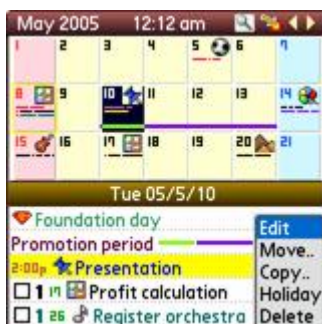 May 2005 12:12 am
1 2 3 4 5 6 7
8 9 10 11 12 13 14
15 16 17 18 19 20 21
Tue 05/5/10
Foundation day
Promotion period
2:00p Presentation
1 17 Profit calculation
1 26 Register orchestra
Edit
Move..
Copy..
Holiday
Delete